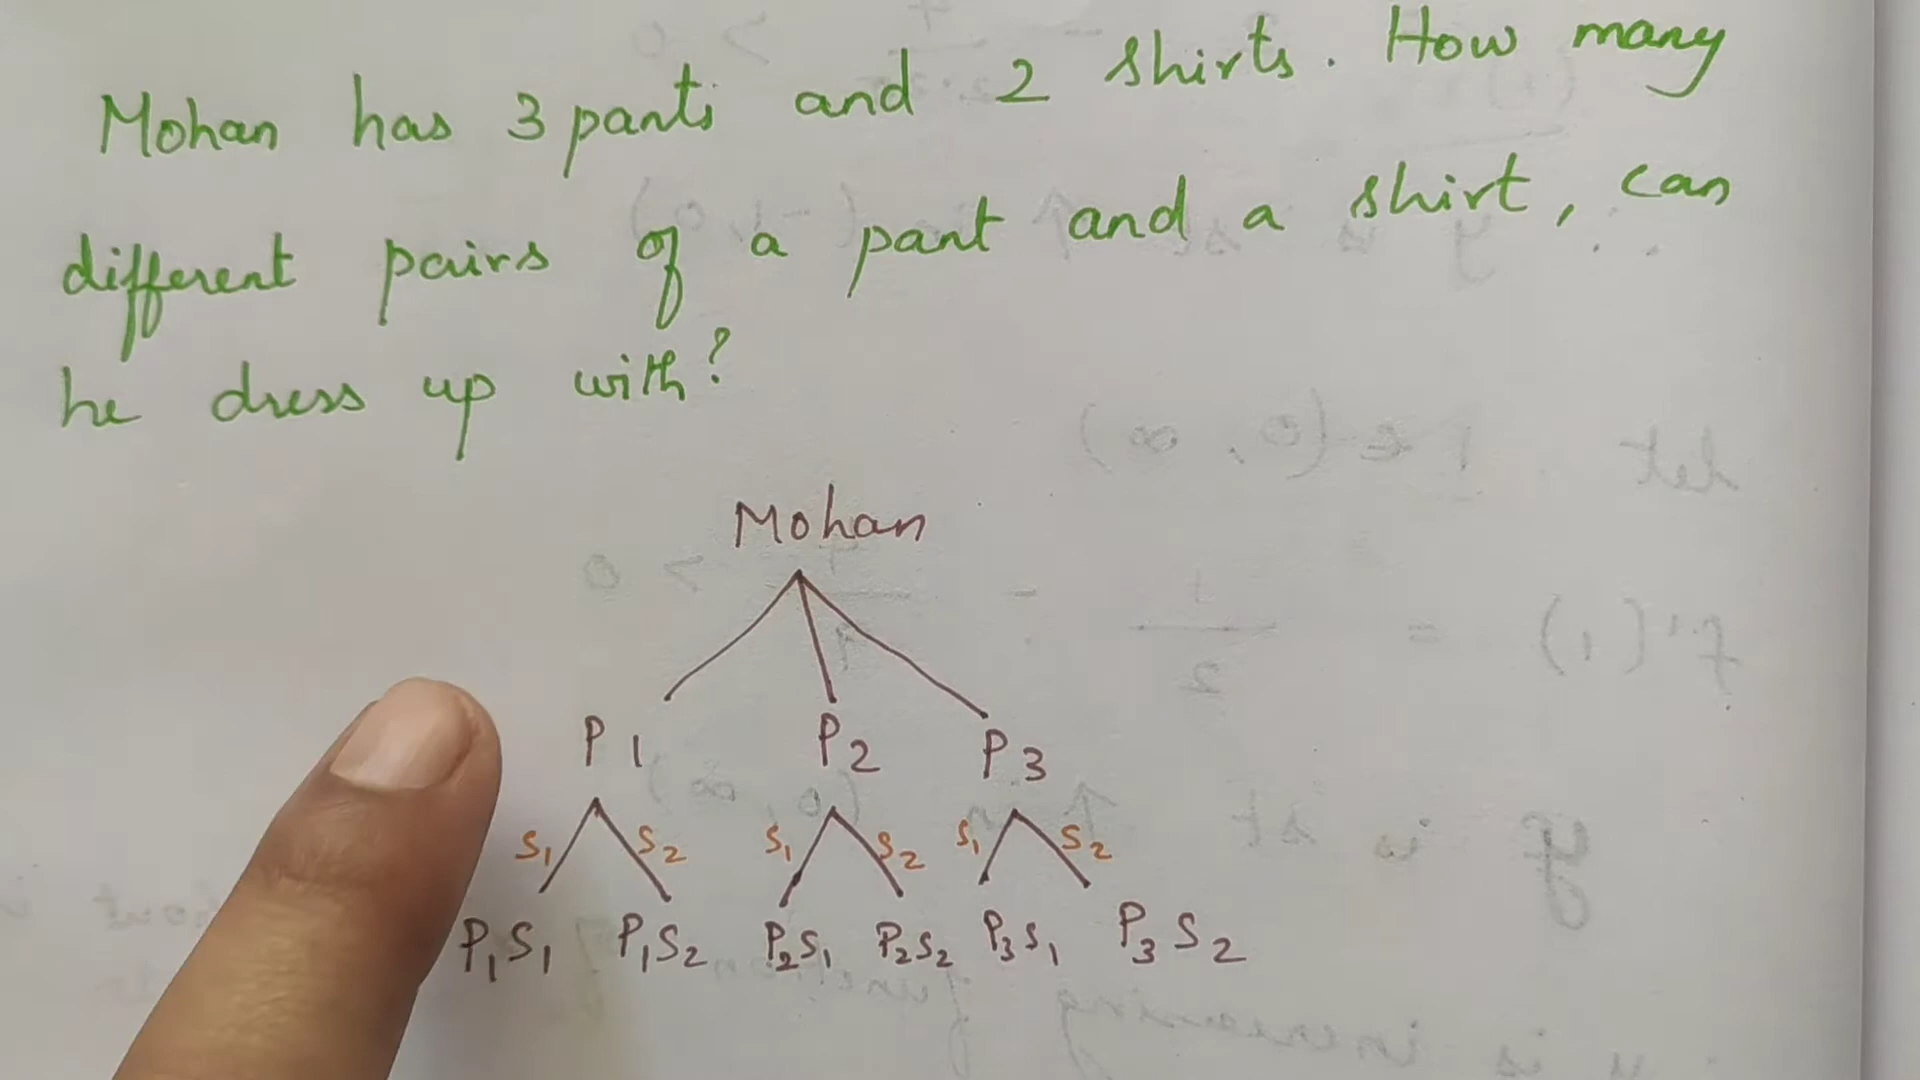 Mohan has 3 pants and 2 shirts. How many
different pairs of a pant and a shirt, can
he dress up with?
Mohan
P1 P2 P3
S1 S2 S1 S2 S1 S2
P1S1 P1S2 P2S1 P2S2 P3S1 P3S2